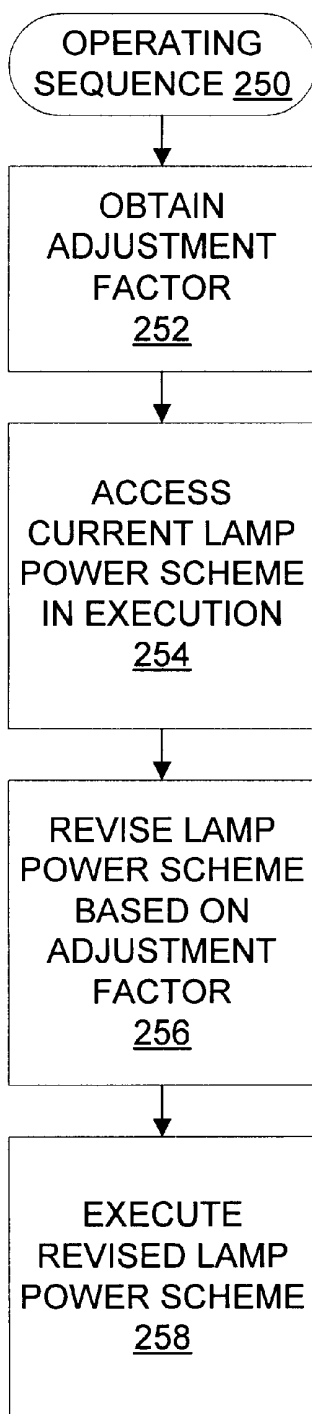 OPERATING
SEQUENCE 250
OBTAIN
ADJUSTMENT
FACTOR
252
ACCESS
CURRENT LAMP
POWER SCHEME
IN EXECUTION
254
REVISE LAMP
POWER SCHEME
BASED ON
ADJUSTMENT
FACTOR
256
EXECUTE
REVISED LAMP
POWER SCHEME
258